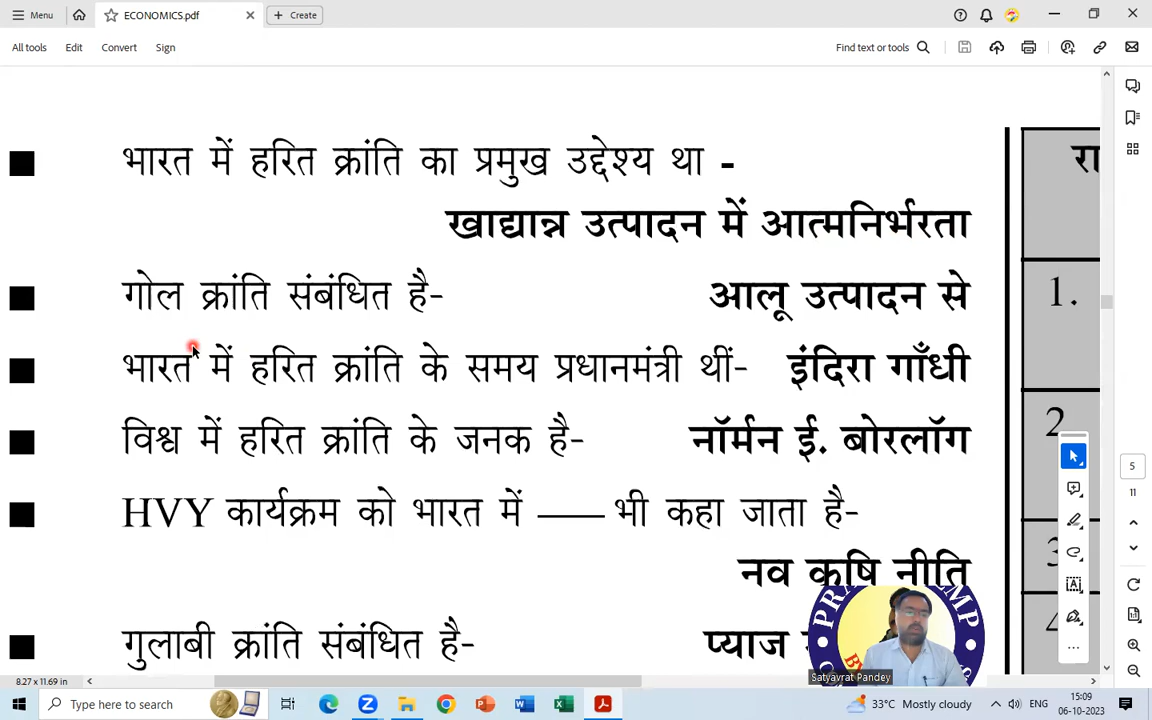 Menu
ECONOMICS.pdf
Create
All tools
Edit
Convert
Sign
Find text or tools
भारत में हरित क्रांति का प्रमुख उद्देश्य था -
खाद्यान्न उत्पादन में आत्मनिर्भरता
गोल क्रांति संबंधित है- आलू उत्पादन से
भारत में हरित क्रांति के समय प्रधानमंत्री थीं- इंदिरा गाँधी
विश्व में हरित क्रांति के जनक है- नॉर्मन ई. बोरलॉग
HVY कार्यक्रम को भारत में —— भी कहा जाता है-
नव कृषि नीति
गुलाबी क्रांति संबंधित है- प्याज
रा
1.
2
3
4
5
11
Satyavrat Pandey
8.27 x 11.69 in
Type here to search
33°C Mostly cloudy
ENG
15:09
06-10-2023